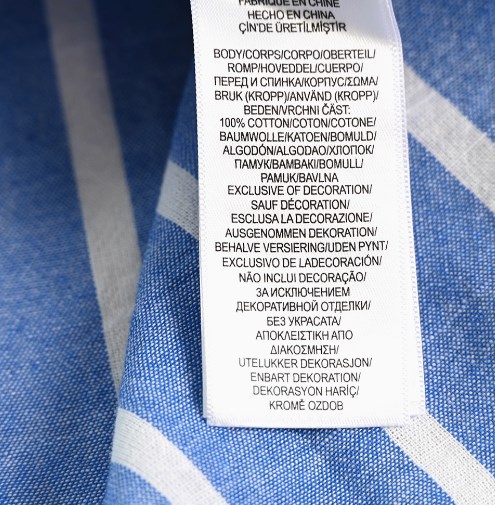 FABRIQUÉ EN CHINE
HECHO EN CHINA
ÇİN'DE ÜRETİLMİŞTİR
BODY/CORPS/CORPO/OBERTEIL/
ROMP/HOVEDDEL/CUERPO/
ПЕРЕД И СПИНКА/КОРПУС/ΣΩΜΑ/
BRUK (KROPP)/ANVÄND (KROPP)/
BEDEN/VRCHNI ČÄST:
100% COTTON/COTON/COTONE/
BAUMWOLLE/KATOEN/BOMULD/
ALGODÓN/ALGODAO/ХЛОПОК/
ПАМУК/ΒΑΜΒΑΚΙ/BOMULL/
PAMUK/BAVLNA
EXCLUSIVE OF DECORATION/
SAUF DÉCORATION/
ESCLUSA LA DECORAZIONE/
AUSGENOMMEN DEKORATION/
BEHALVE VERSIERING/UDEN PYNT/
EXCLUSIVO DE LADECORACIÓN/
NÃO INCLUI DECORAÇÃO/
ЗА ИСКЛЮЧЕНИЕМ
ДЕКОРАТИВНОЙ ОТДЕЛКИ/
БЕЗ УКРАСАТА/
ΑΠΟΚΛΕΙΣΤΙΚΗ ΑΠΟ
ΔΙΑΚΟΣΜΗΣΗ/
UTELUKKER DEKORASJON/
ENBART DEKORATION/
DEKORASYON HARİÇ/
KROMĚ OZDOB